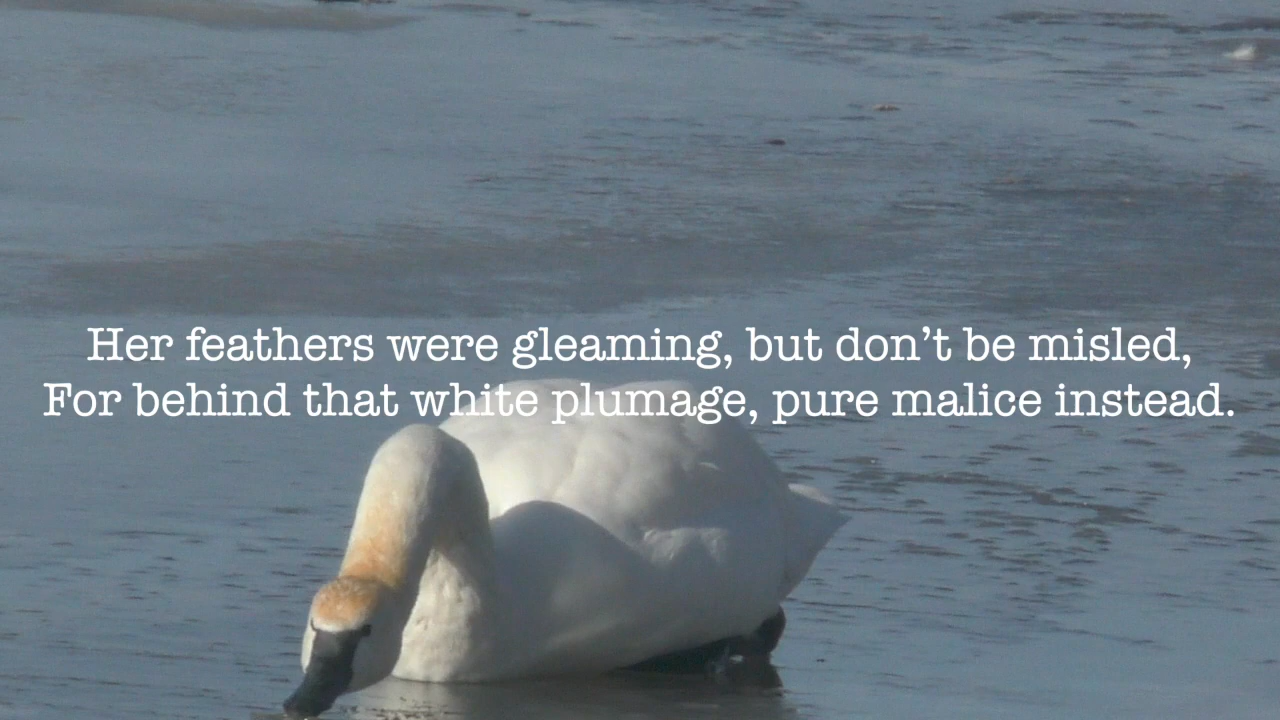 Her feathers were gleaming, but don’t be misled,
For behind that white plumage, pure malice instead.